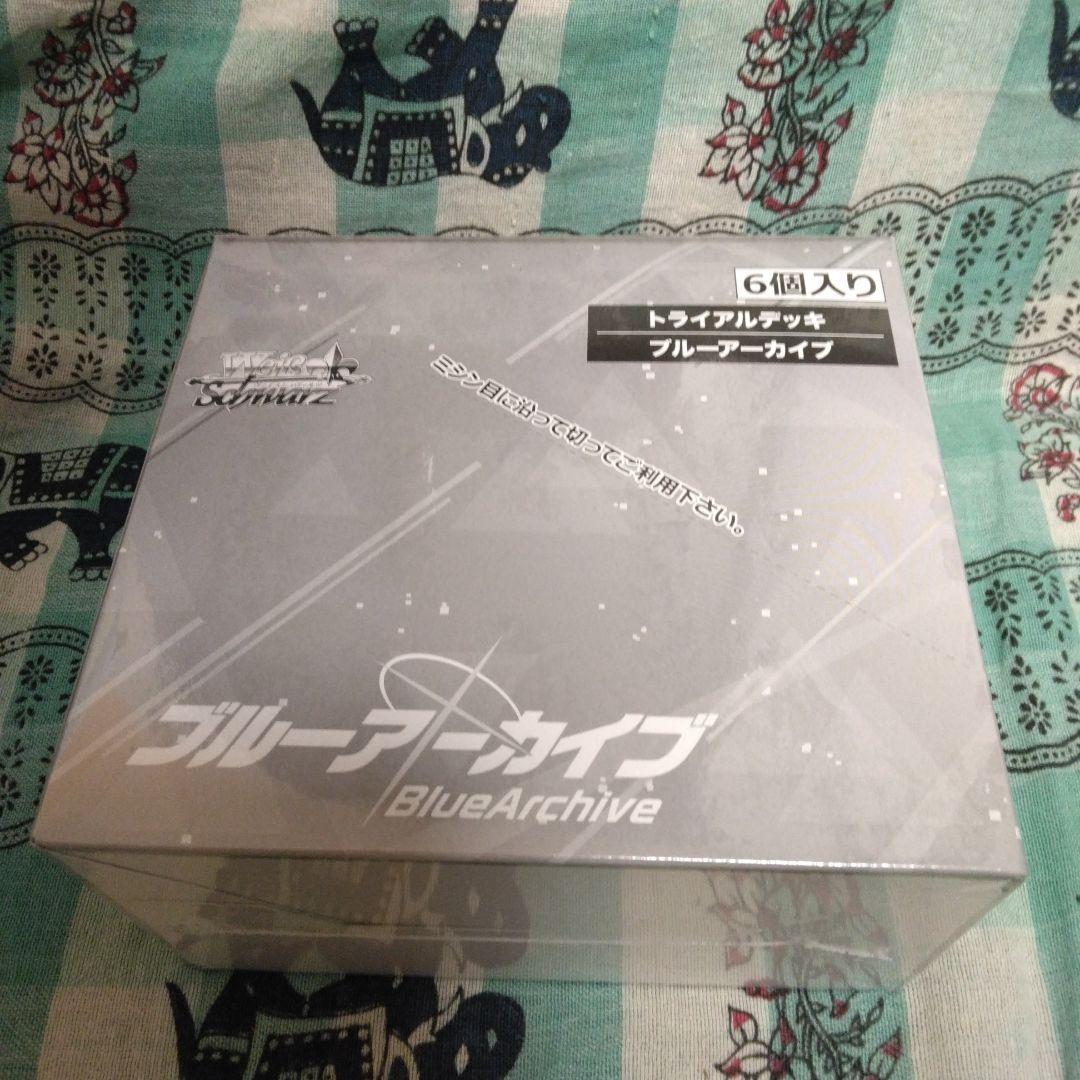 6個入り
トライアルデッキ
ブルーアーカイブ
Weiß
Schwarz
ミシン目に沿って切ってご利用下さい。
ブルーアーカイブ
BlueArchive